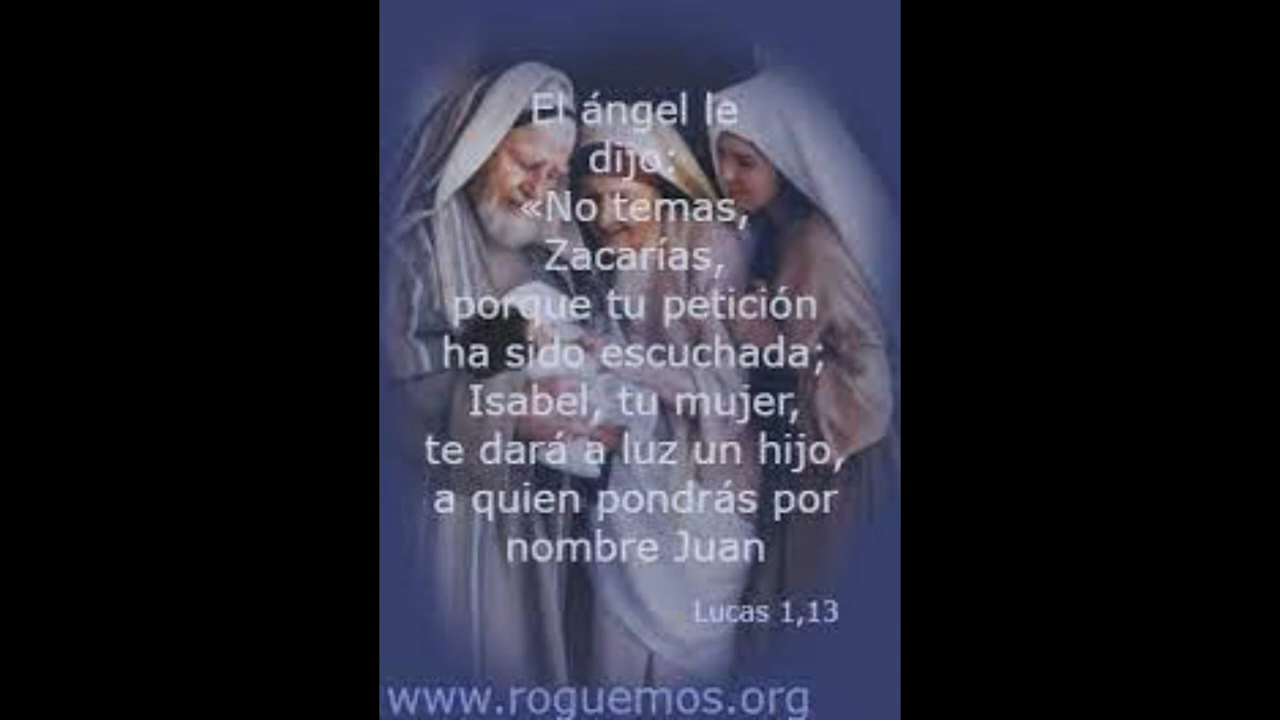 El ángel le
dijo:
«No temas,
Zacarías,
porque tu petición
ha sido escuchada;
Isabel, tu mujer,
te dará a luz un hijo,
a quien pondrás por
nombre Juan
Lucas 1,13
www.roguemos.org